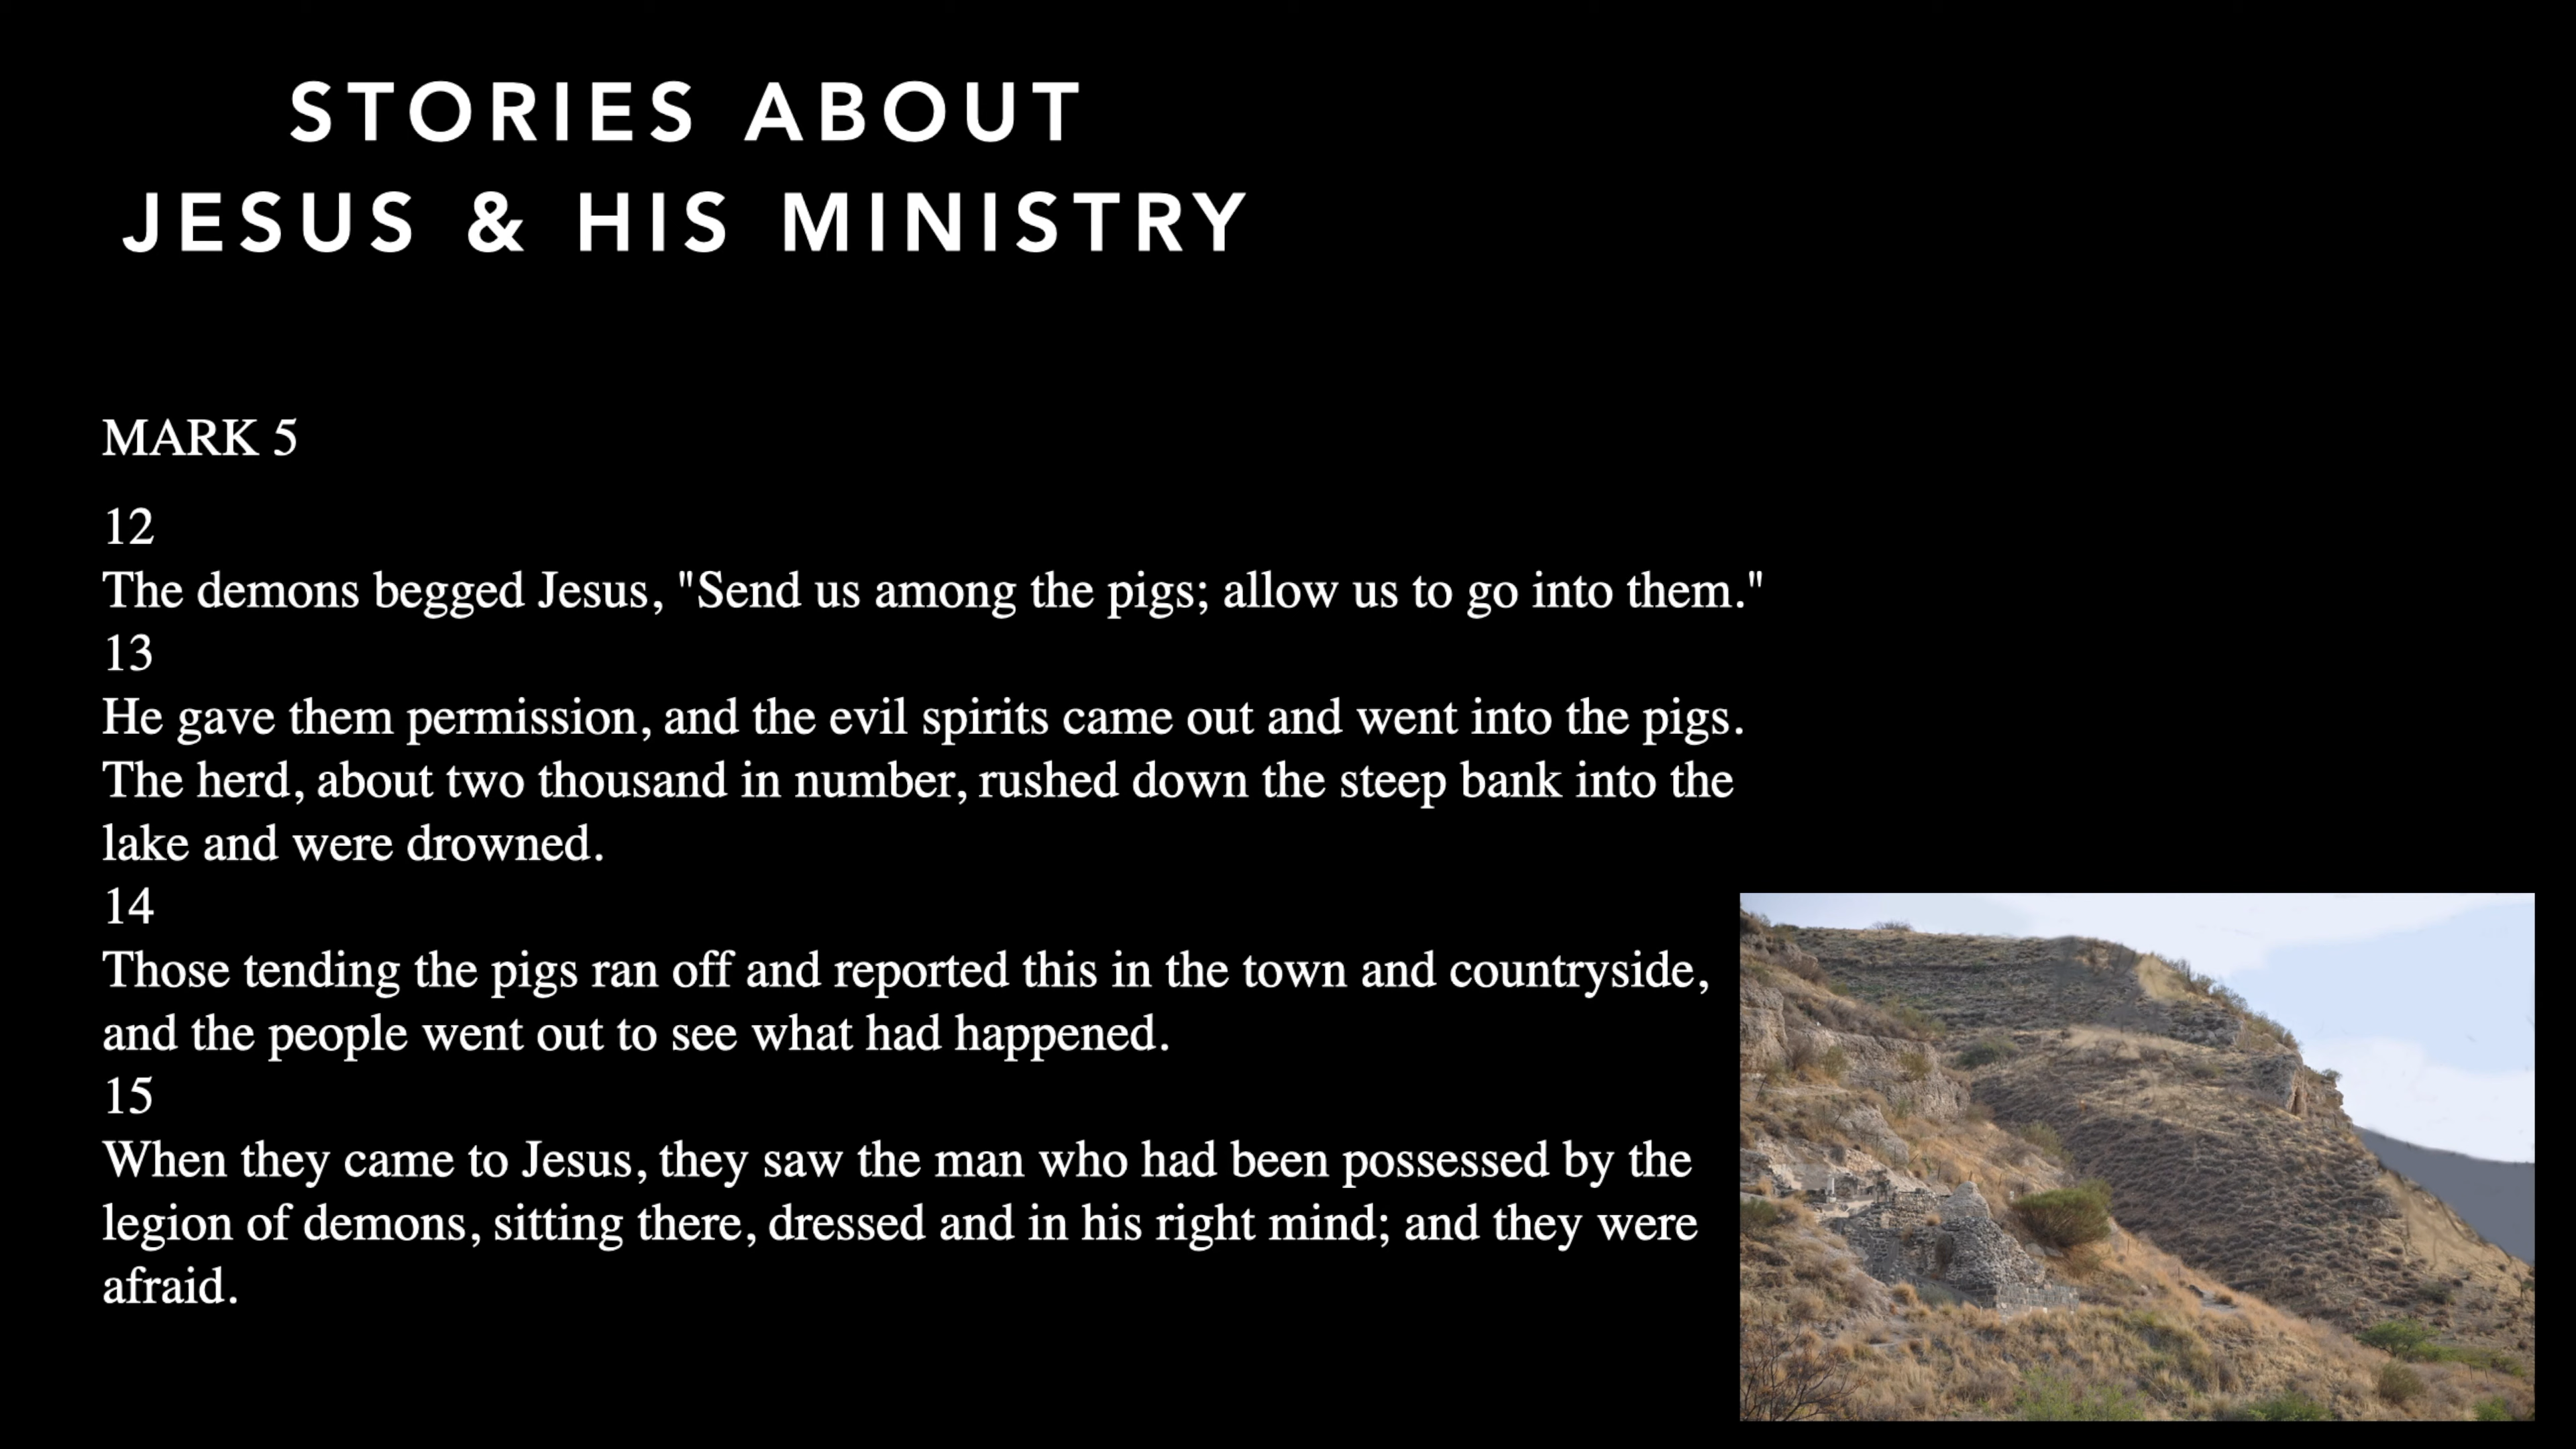 STORIES ABOUT
JESUS & HIS MINISTRY
MARK 5
12
The demons begged Jesus, "Send us among the pigs; allow us to go into them."
13
He gave them permission, and the evil spirits came out and went into the pigs.
The herd, about two thousand in number, rushed down the steep bank into the
lake and were drowned.
14
Those tending the pigs ran off and reported this in the town and countryside,
and the people went out to see what had happened.
15
When they came to Jesus, they saw the man who had been possessed by the
legion of demons, sitting there, dressed and in his right mind; and they were
afraid.